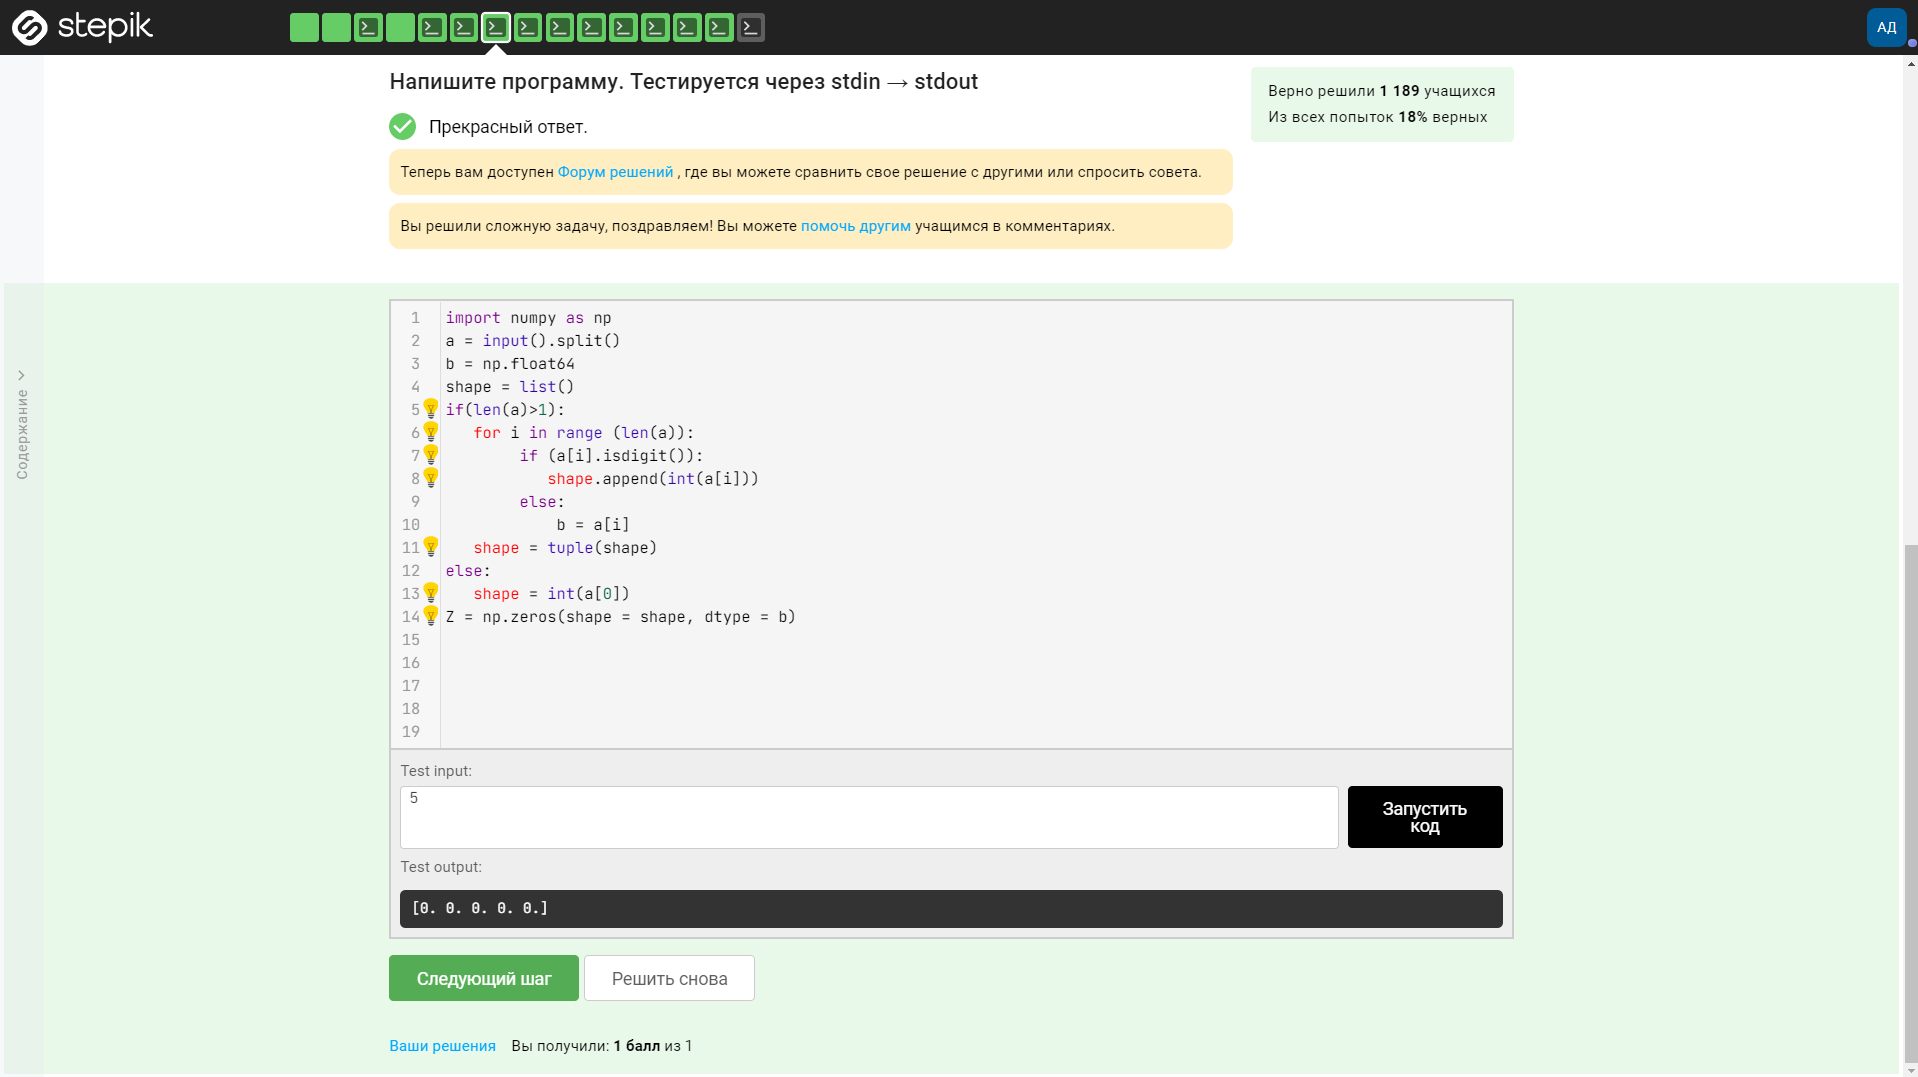 stepik
АД
Напишите программу. Тестируется через stdin → stdout
Верно решили 1 189 учащихся
Из всех попыток 18% верных
Прекрасный ответ.
Теперь вам доступен Форум решений , где вы можете сравнить свое решение с другими или спросить совета.
Вы решили сложную задачу, поздравляем! Вы можете помочь другим учащимся в комментариях.
Содержание
1 import numpy as np
2 a = input().split()
3 b = np.float64
4 shape = list()
5 if(len(a)>1):
6    for i in range (len(a)):
7         if (a[i].isdigit()):
8            shape.append(int(a[i]))
9         else:
10             b = a[i]
11    shape = tuple(shape)
12 else:
13    shape = int(a[0])
14 Z = np.zeros(shape = shape, dtype = b)
15
16
17
18
19
Test input:
5
Запустить код
Test output:
[0. 0. 0. 0. 0.]
Следующий шаг
Решить снова
Ваши решения Вы получили: 1 балл из 1